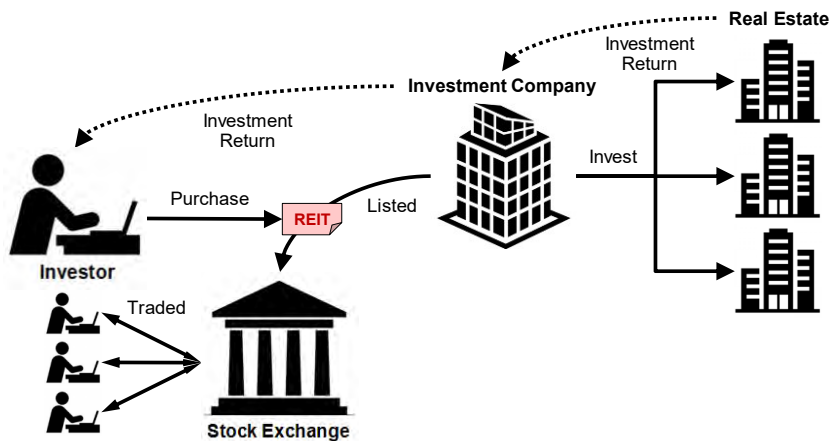 Real Estate
Investment
Return
Investment Company
Investment
Return
Invest
Purchase
REIT
Listed
Investor
Traded
Stock Exchange